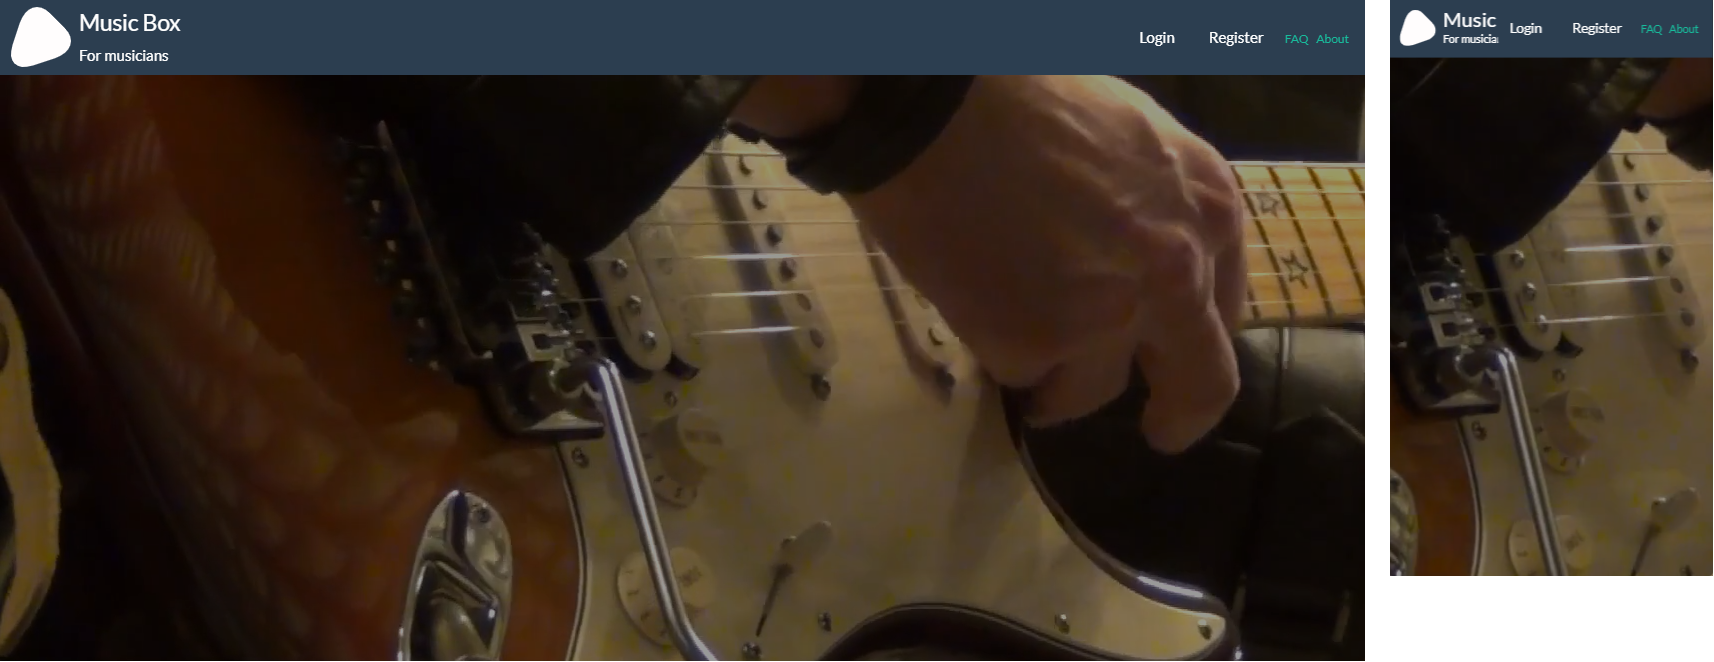 Music Box
For musicians
Login Register FAQ About
Music
For musicia
Login Register FAQ About